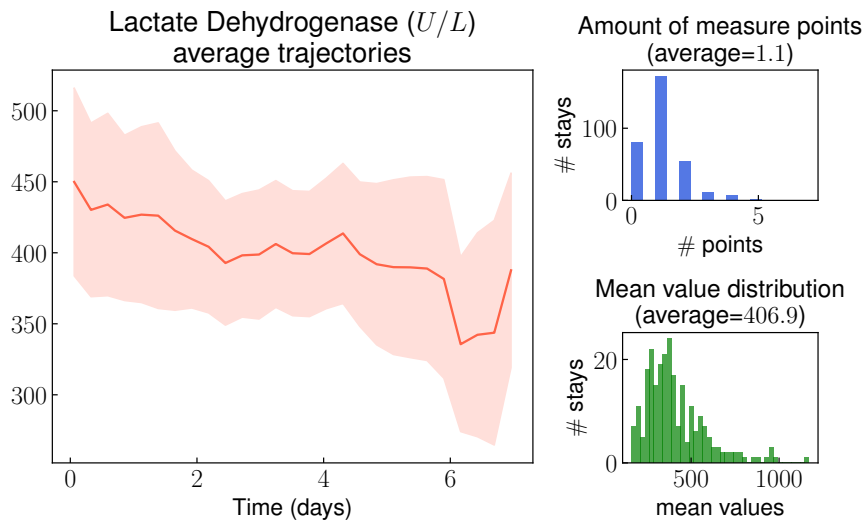 Lactate Dehydrogenase (U/L)
average trajectories
500
450
400
350
300
0 2 4 6
Time (days)
Amount of measure points
(average=1.1)
# stays
100
0
0 5
# points
Mean value distribution
(average=406.9)
# stays
20
0
500 1000
mean values